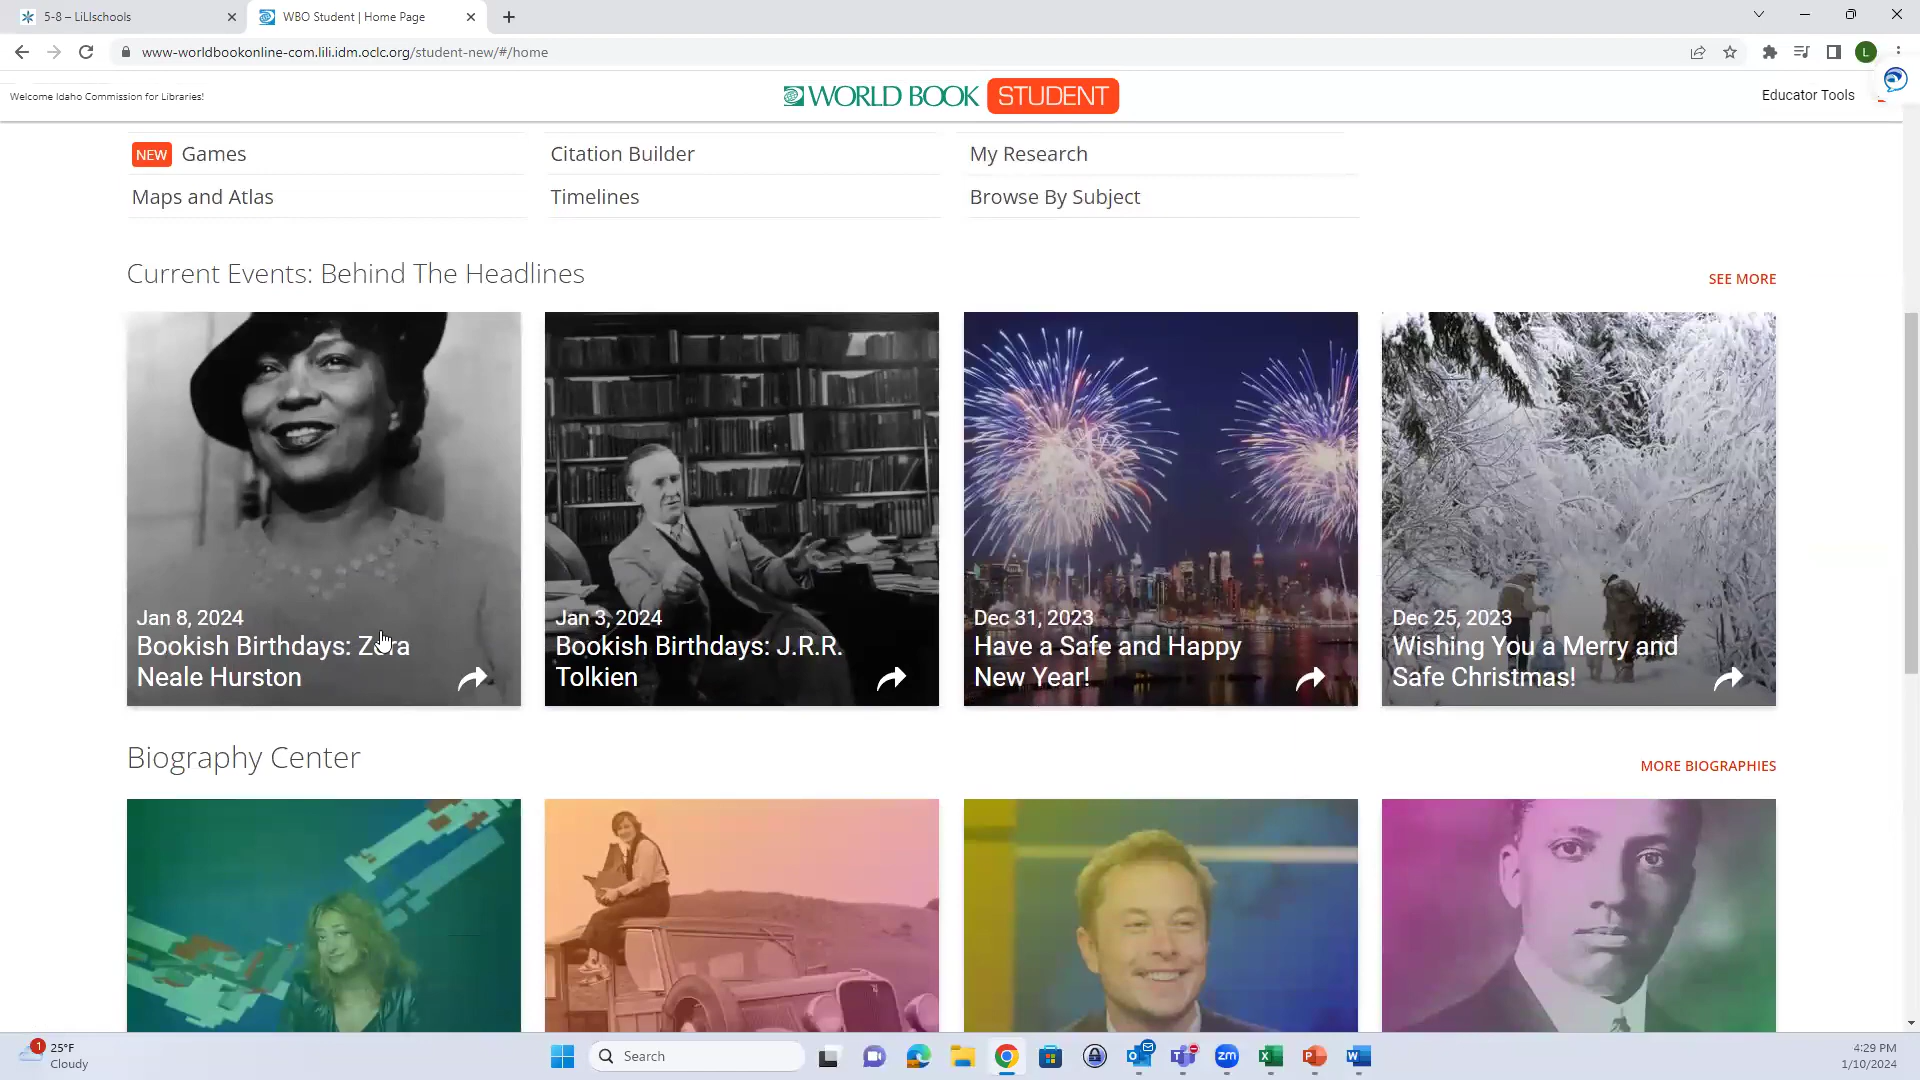 5-8 – LiLIschools
WBO Student | Home Page
www-worldbookonline-com.lili.idm.oclc.org/student-new/#/home
L
Welcome Idaho Commission for Libraries!
WORLD BOOK STUDENT
Educator Tools
NEW Games
Citation Builder
My Research
Maps and Atlas
Timelines
Browse By Subject
Current Events: Behind The Headlines
SEE MORE
Jan 8, 2024
Bookish Birthdays: Zora
Neale Hurston
Jan 3, 2024
Bookish Birthdays: J.R.R.
Tolkien
Dec 31, 2023
Have a Safe and Happy
New Year!
Dec 25, 2023
Wishing You a Merry and
Safe Christmas!
Biography Center
MORE BIOGRAPHIES
1
25°F
Cloudy
Search
zm
4:29 PM
1/10/2024